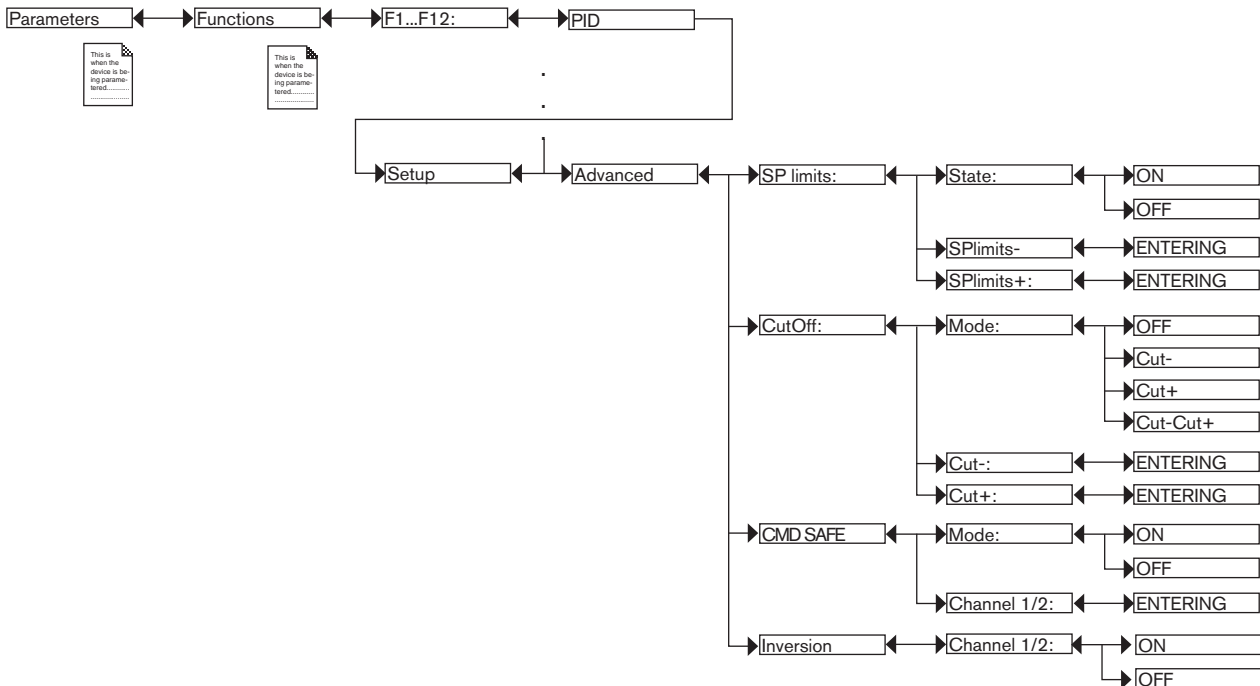 Parameters
Functions
F1...F12:
PID
This is
when the
device is be-
ing parame-
tered............
....................
This is
when the
device is be-
ing parame-
tered............
....................
Setup
Advanced
SP limits:
State:
ON
OFF
SPlimits-
ENTERING
SPlimits+:
ENTERING
CutOff:
Mode:
OFF
Cut-
Cut+
Cut-Cut+
Cut-:
ENTERING
Cut+:
ENTERING
CMD SAFE
Mode:
ON
OFF
Channel 1/2:
ENTERING
Inversion
Channel 1/2:
ON
OFF